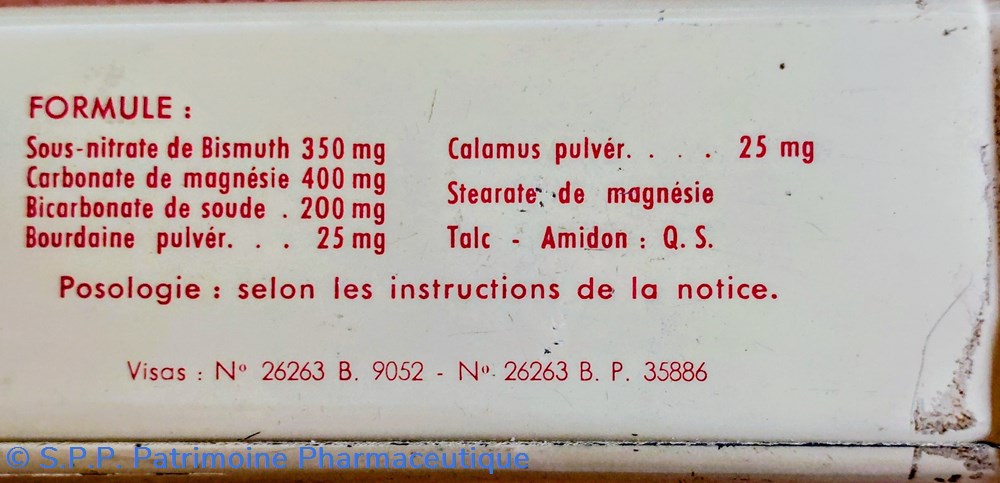 FORMULE :
Sous-nitrate de Bismuth 350 mg
Carbonate de magnésie 400 mg
Bicarbonate de soude . 200 mg
Bourdaine pulvér. . . 25 mg
Calamus pulvér. . . . . 25 mg
Stearate de magnésie
Talc - Amidon : Q. S.
Posologie : selon les instructions de la notice.
Visas : Nº 26263 B. 9052 - Nº 26263 B. P. 35886
© S.P.P. Patrimoine Pharmaceutique